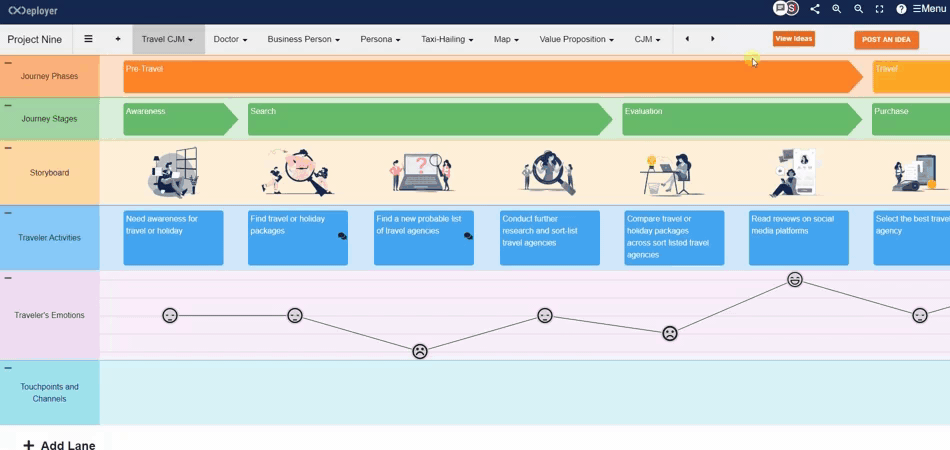 eployer
S
Menu
Project Nine
+
Travel CJM
Doctor
Business Person
Persona
Taxi-Hailing
Map
Value Proposition
CJM
View Ideas
POST AN IDEA
Journey Phases
Pre-Travel
Travel
Journey Stages
Awareness
Search
Evaluation
Purchase
Storyboard
?
Traveler Activities
Need awareness for
travel or holiday
Find travel or holiday
packages
Find a new probable list
of travel agencies
Conduct further
research and sort-list
travel agencies
Compare travel or
holiday packages
across sort listed travel
agencies
Read reviews on social
media platforms
Select the best trave
agency
Traveler's Emotions
Touchpoints and
Channels
+ Add Lane